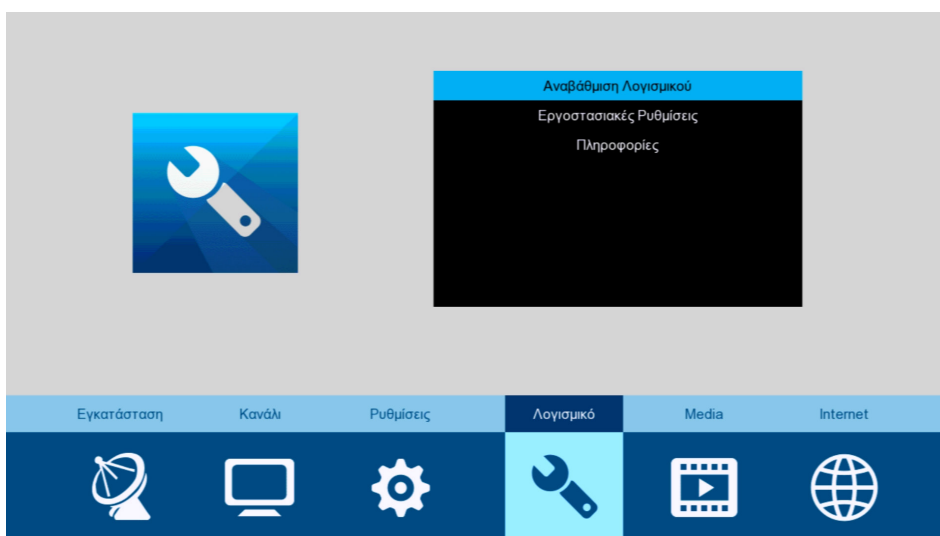 Αναβάθμιση Λογισμικού
Εργοστασιακές Ρυθμίσεις
Πληροφορίες
Εγκατάσταση Κανάλι Ρυθμίσεις Λογισμικό Media Internet